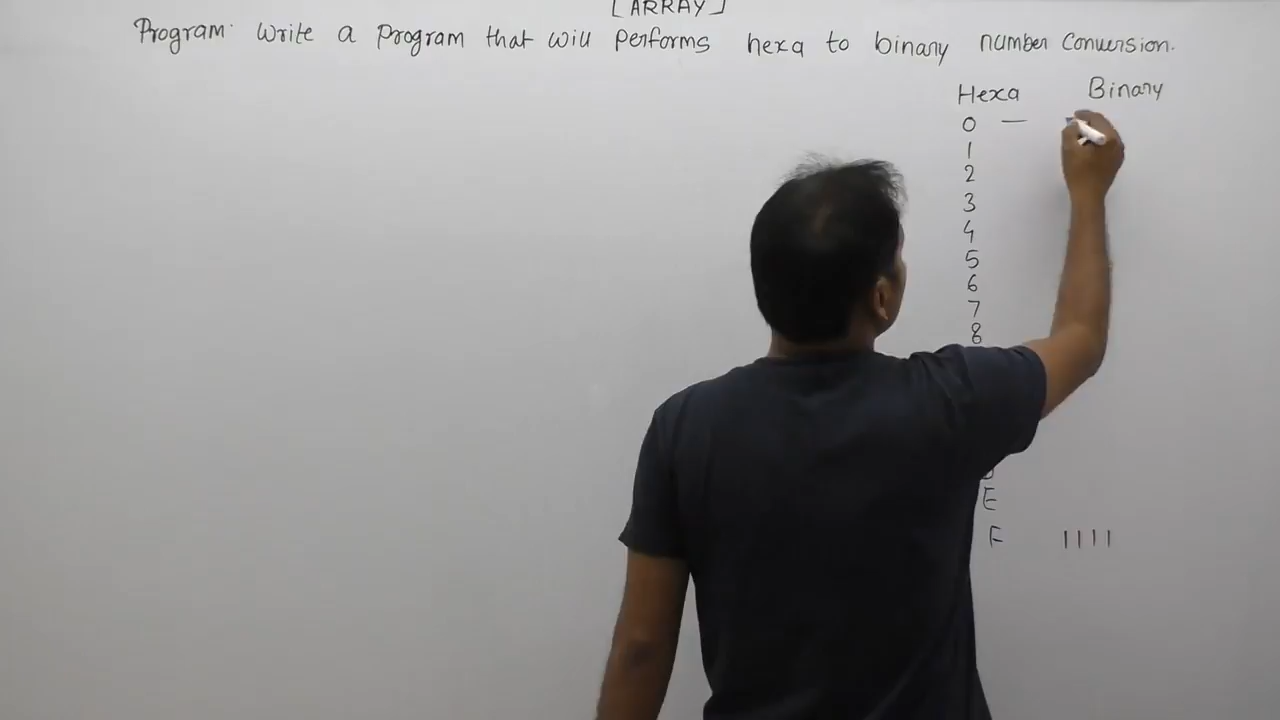 [ARRAY]
Program. Write a program that will performs hexa to binary number conversion.
Hexa Binary
0 —
1
2
3
4
5
6
7
8
E
F 1111